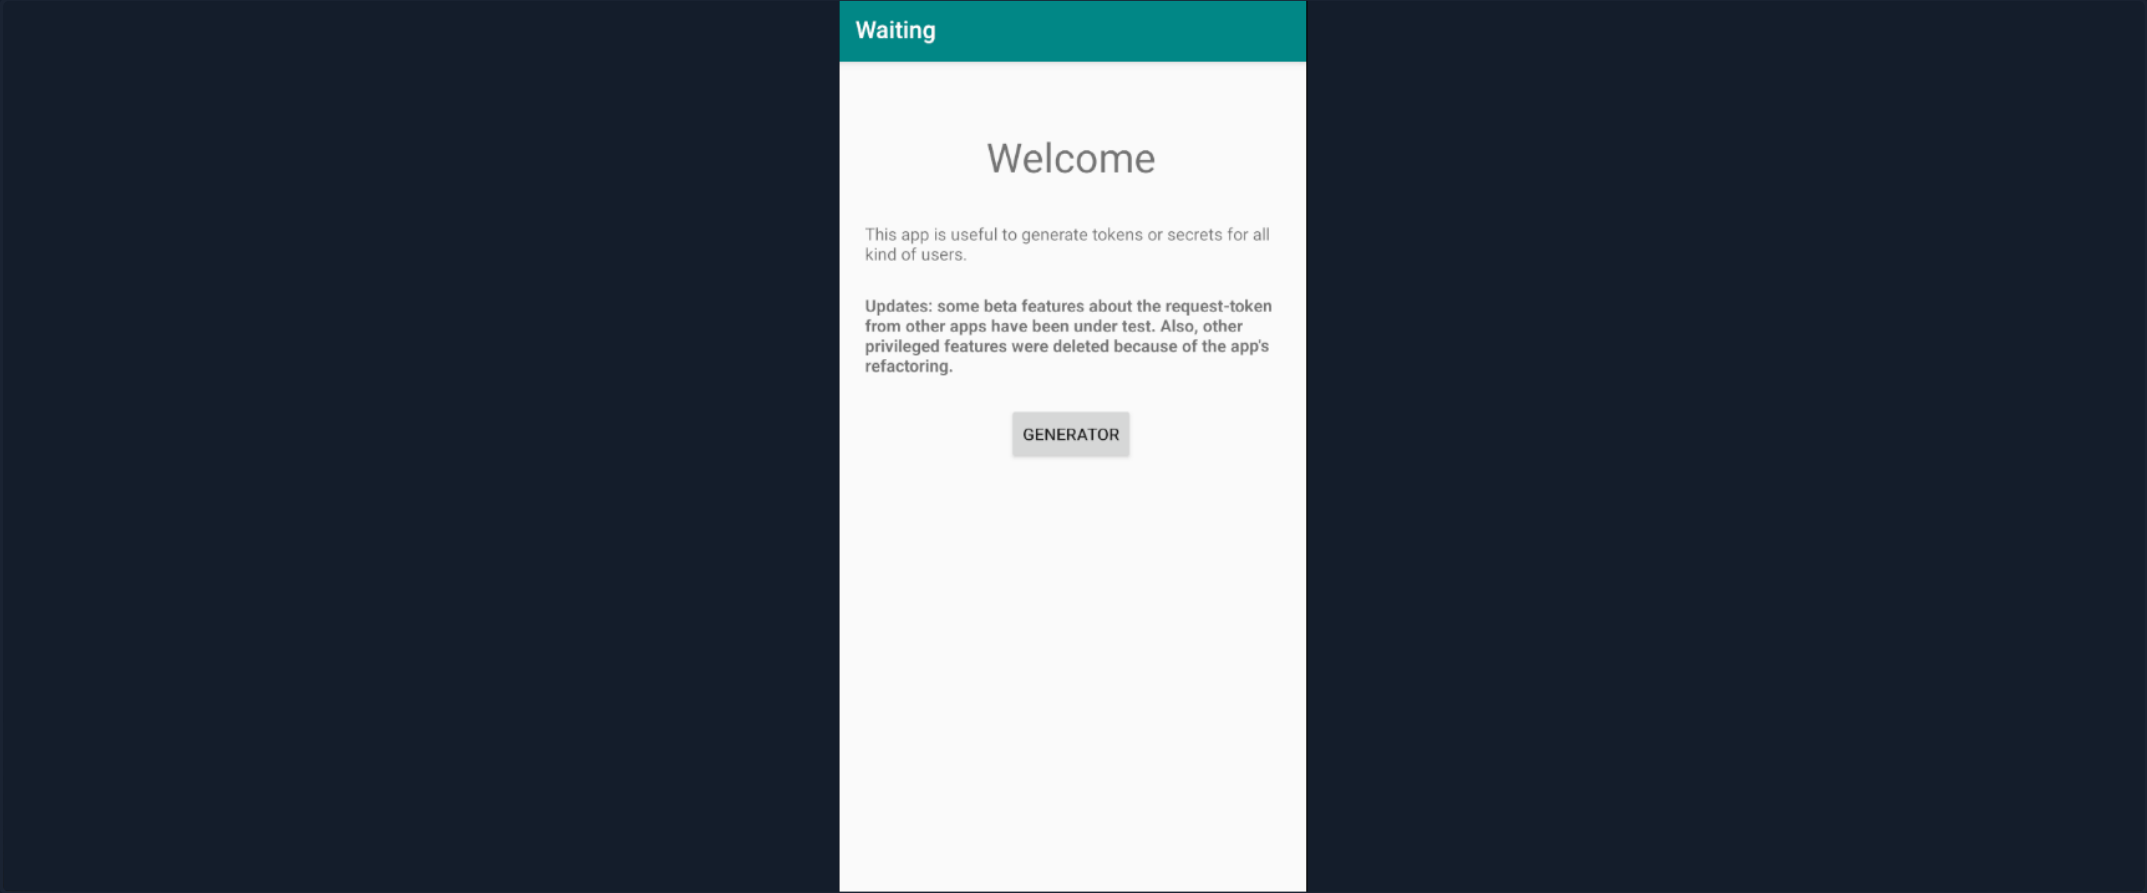 Waiting
Welcome
This app is useful to generate tokens or secrets for all
kind of users.
Updates: some beta features about the request-token
from other apps have been under test. Also, other
privileged features were deleted because of the app's
refactoring.
GENERATOR